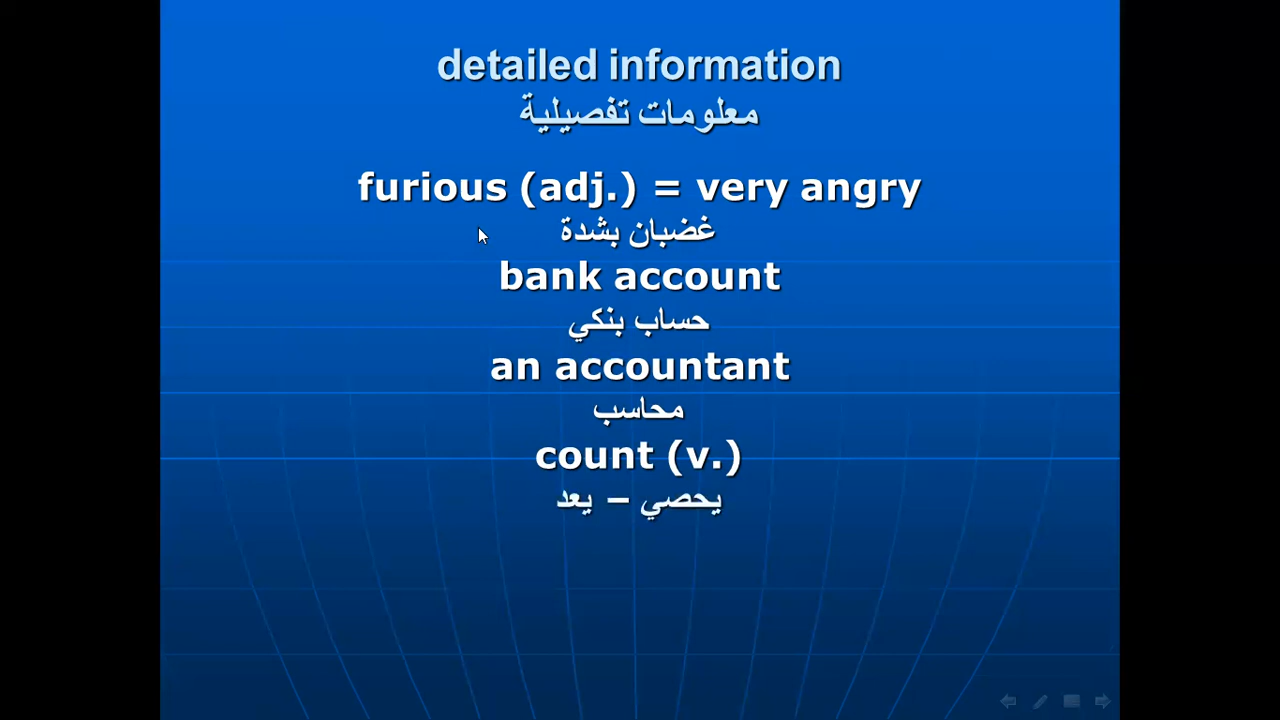 detailed information
معلومات تفصيلية
furious (adj.) = very angry
غضبان بشدة
bank account
حساب بنكي
an accountant
محاسب
count (v.)
يحصي – يعد